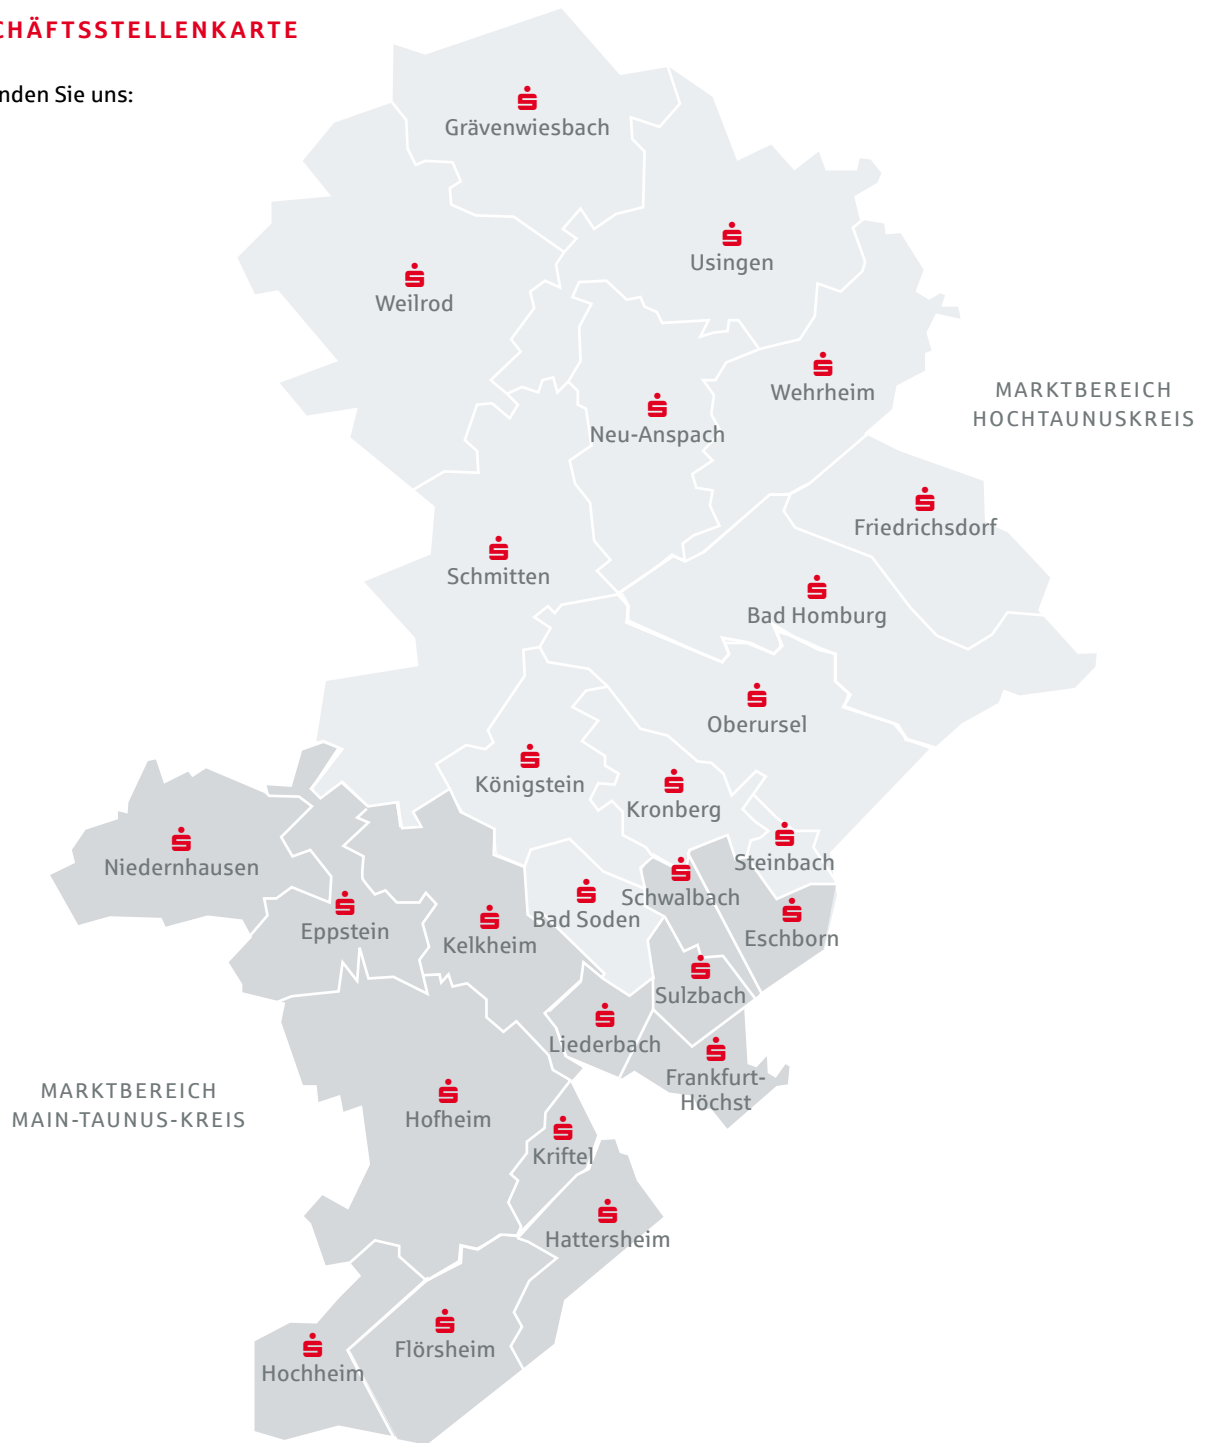 CHÄFTSSTELLENKARTE
nden Sie uns:
Grävenwiesbach
Usingen
Weilrod
Wehrheim
MARKTBEREICH
HOCHTAUNUSKREIS
Neu-Anspach
Friedrichsdorf
Schmitten
Bad Homburg
Oberursel
Königstein
Kronberg
Steinbach
Niedernhausen
Schwalbach
Bad Soden
Eppstein
Kelkheim
Eschborn
Sulzbach
Liederbach
Frankfurt-
Höchst
MARKTBEREICH
MAIN-TAUNUS-KREIS
Hofheim
Kriftel
Hattersheim
Flörsheim
Hochheim